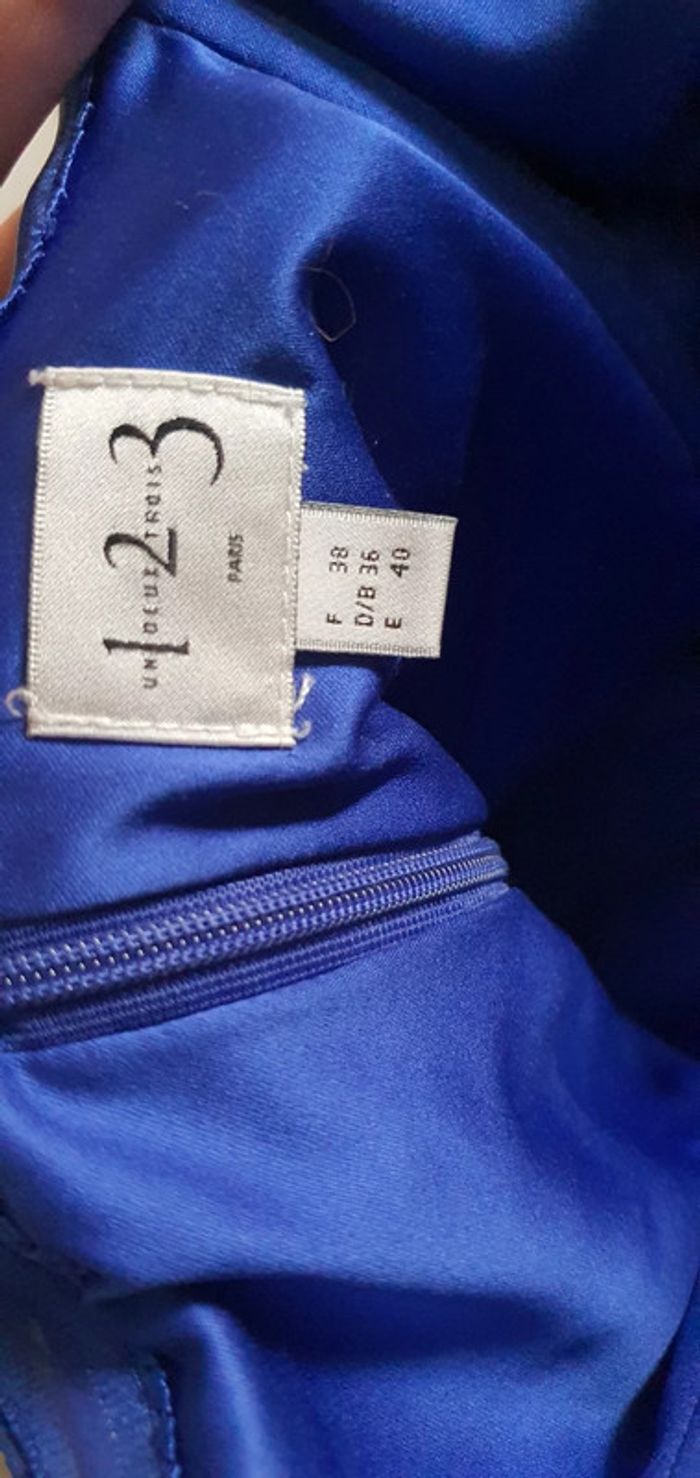 1 2 3
UN DEUX TROIS
PARIS
F 38
D/B 36
E 40